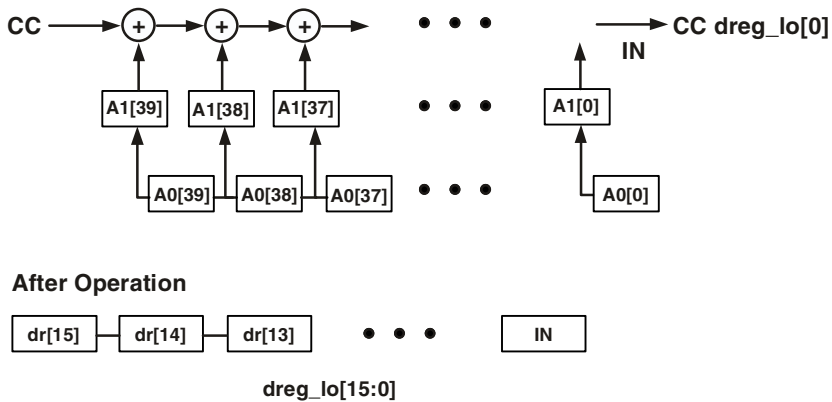 CC + + + CC dreg_lo[0]
IN
A1[39] A1[38] A1[37] A1[0]
A0[39] A0[38] A0[37] A0[0]
After Operation
dr[15] dr[14] dr[13] IN
dreg_lo[15:0]